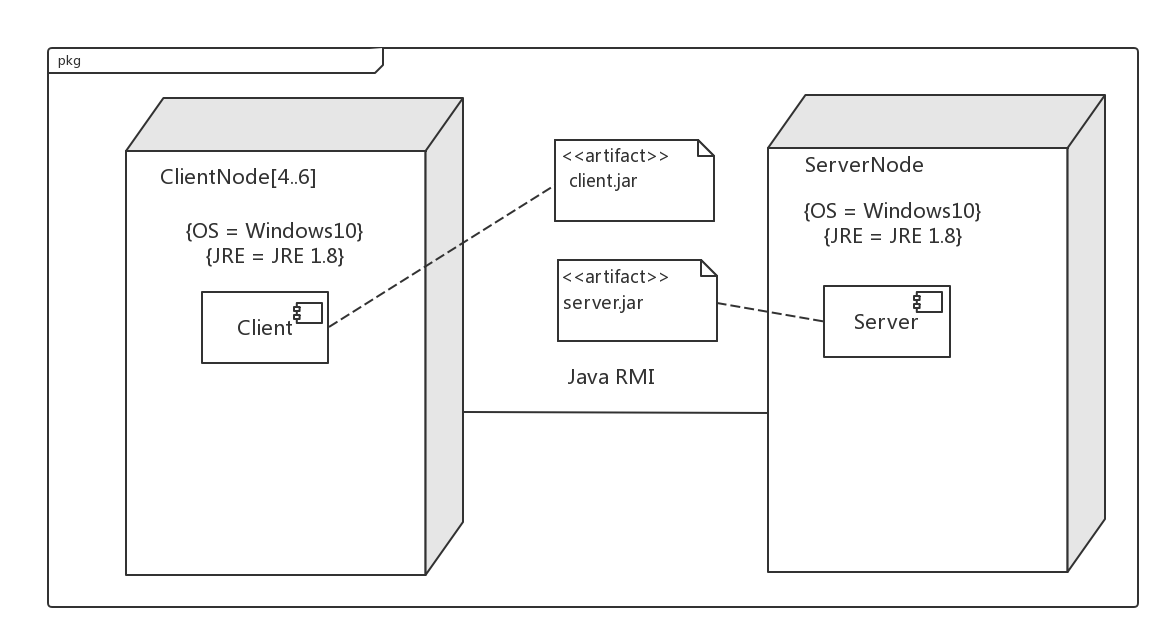 pkg
ClientNode[4..6]
{OS = Windows10}
{JRE = JRE 1.8}
Client
<<artifact>>
client.jar
<<artifact>>
server.jar
Java RMI
ServerNode
{OS = Windows10}
{JRE = JRE 1.8}
Server